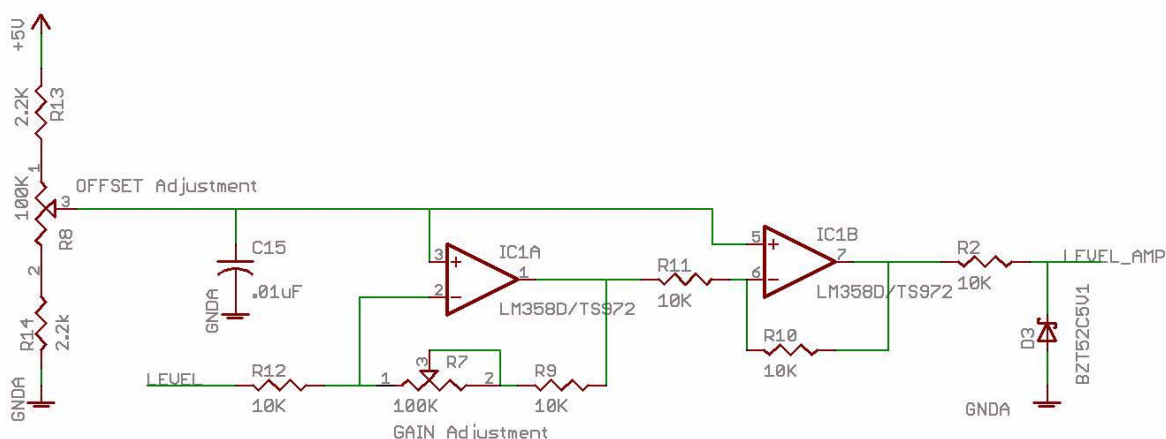 +5V
2.2K
R13
1
100K
3
OFFSET Adjustment
R8
2
R14
2.2k
GNDA
C15
.01uF
GNDA
IC1A
3
+
2
-
1
LM358D/TS972
LEVEL
R12
10K
1
3
R7
2
100K
GAIN Adjustment
R9
10K
R11
10K
IC1B
5
+
6
-
7
LM358D/TS972
R10
10K
R2
10K
LEVEL_AMP
D3
BZT52C5V1
GNDA